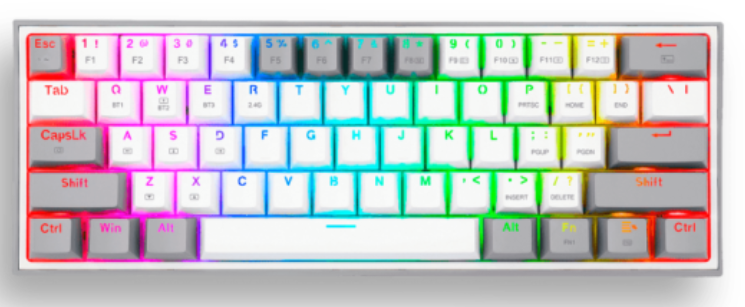 Esc 1 ! 2 @ 3 # 4 $ 5 % 6 ^ 7 & 8 * 9 ( 0 ) - _ = +
F1 F2 F3 F4 F5 F6 F7 F8 F9 F10 F11 F12
Tab Q W E R T Y U I O P [ { ] } \ |
BT1 BT2 BT3 2.4G PRTSC HOME END
CapsLk A S D F G H J K L ; : ' "
PGUP PGDN
Shift Z X C V B N M , < . > / ? Shift
INSERT DELETE
Ctrl Win Alt Alt Fn Ctrl